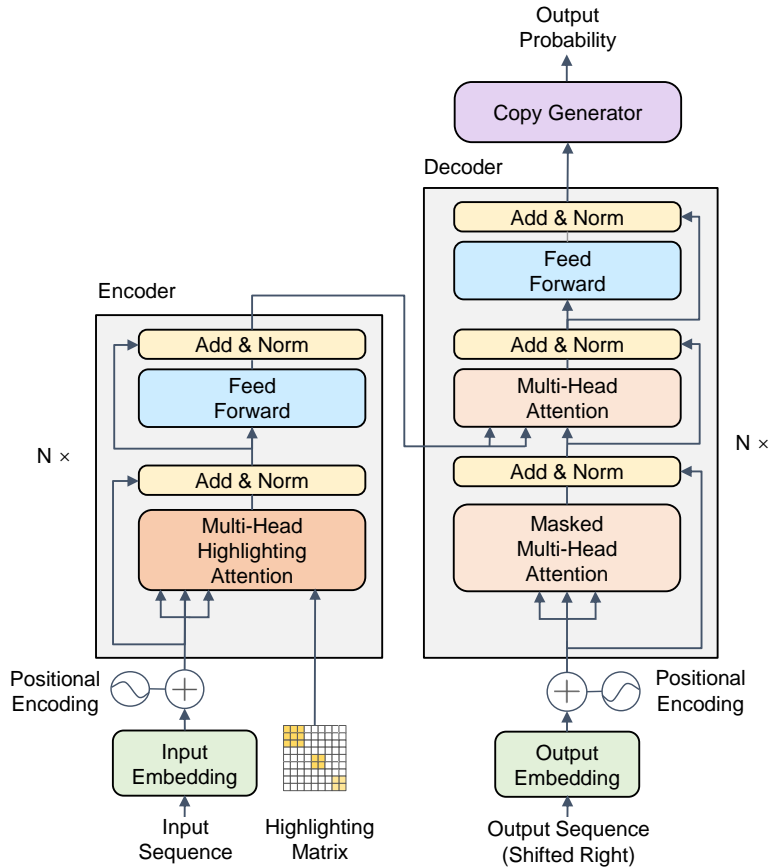 Output
Probability
Copy Generator
Decoder
Add & Norm
Feed
Forward
Add & Norm
Multi-Head
Attention
Add & Norm
Masked
Multi-Head
Attention
N ×
Encoder
Add & Norm
Feed
Forward
N ×
Add & Norm
Multi-Head
Highlighting
Attention
Positional
Encoding
Input
Embedding
Input
Sequence
Highlighting
Matrix
Positional
Encoding
Output
Embedding
Output Sequence
(Shifted Right)